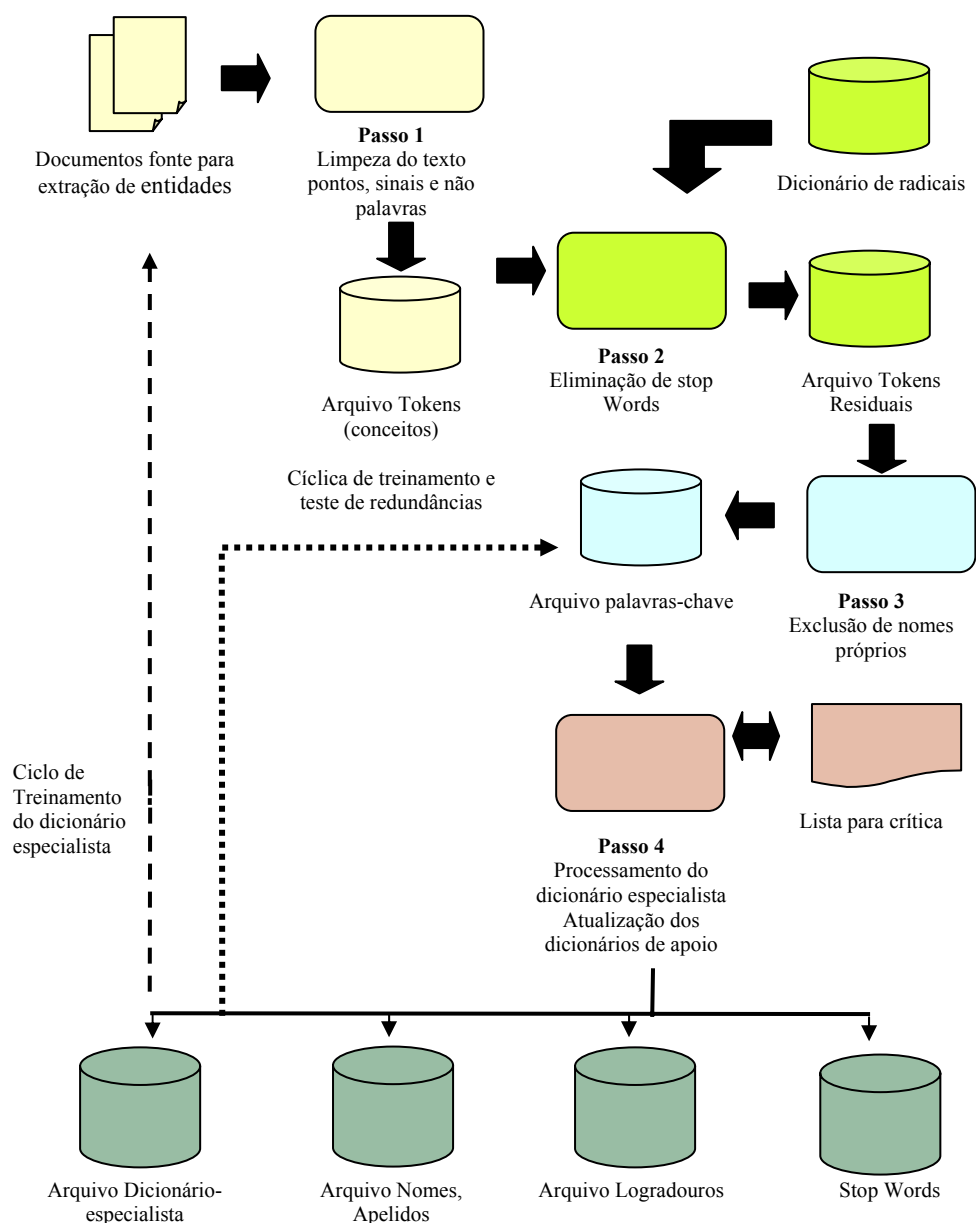 Documentos fonte para
extração de entidades
Passo 1
Limpeza do texto
pontos, sinais e não
palavras
Dicionário de radicais
Arquivo Tokens
(conceitos)
Passo 2
Eliminação de stop
Words
Arquivo Tokens
Residuais
Cíclica de treinamento e
teste de redundâncias
Arquivo palavras-chave
Passo 3
Exclusão de nomes
próprios
Ciclo de
Treinamento
do dicionário
especialista
Passo 4
Processamento do
dicionário especialista
Atualização dos
dicionários de apoio
Lista para crítica
Arquivo Dicionário-
especialista
Arquivo Nomes,
Apelidos
Arquivo Logradouros
Stop Words